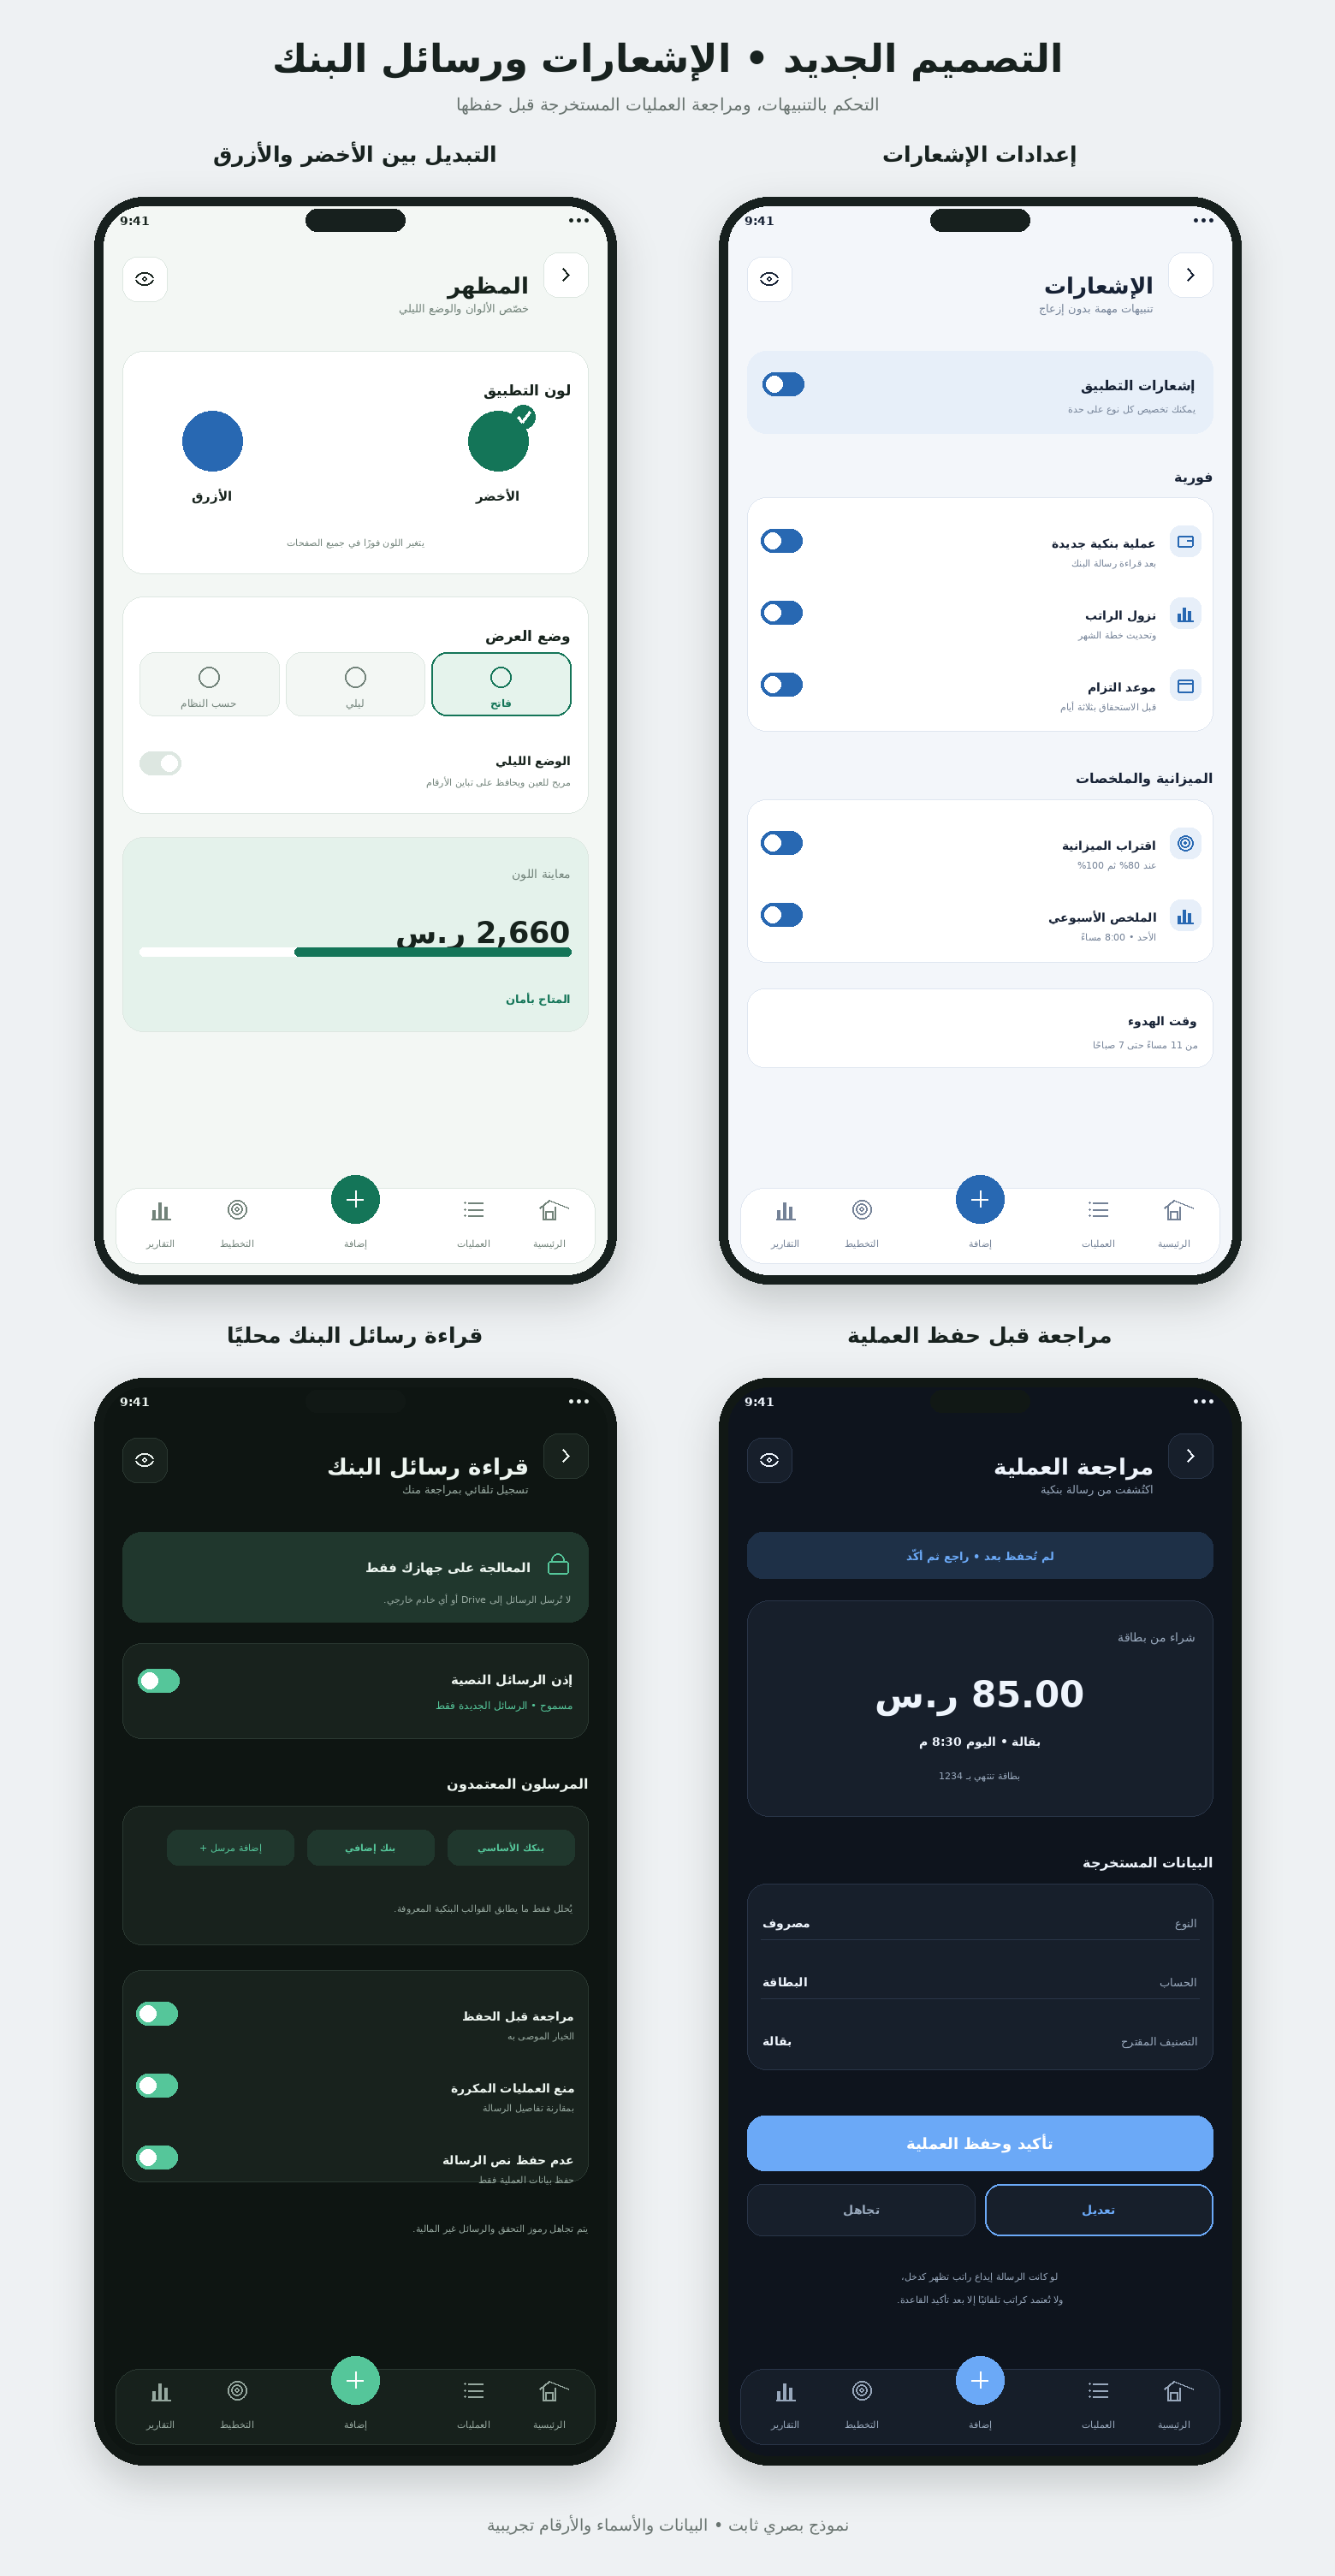 التصميم الجديد • الإشعارات ورسائل البنك
التحكم بالتنبيهات، ومراجعة العمليات المستخرجة قبل حفظها
إعدادات الإشعارات
9:41
الإشعارات
تنبيهات مهمة بدون إزعاج
إشعارات التطبيق
يمكنك تخصيص كل نوع على حدة
فورية
عملية بنكية جديدة
بعد قراءة رسالة البنك
نزول الراتب
وتحديث خطة الشهر
موعد التزام
قبل الاستحقاق بثلاثة أيام
الميزانية والملخصات
اقتراب الميزانية
عند 80% ثم 100%
الملخص الأسبوعي
الأحد • 8:00 مساءً
وقت الهدوء
من 11 مساءً حتى 7 صباحًا
الرئيسية
العمليات
إضافة
التخطيط
التقارير
التبديل بين الأخضر والأزرق
9:41
المظهر
خصّص الألوان والوضع الليلي
لون التطبيق
الأخضر
الأزرق
يتغير اللون فورًا في جميع الصفحات
وضع العرض
فاتح
ليلي
حسب النظام
الوضع الليلي
مريح للعين ويحافظ على تباين الأرقام
معاينة اللون
2,660 ر.س
المتاح بأمان
الرئيسية
العمليات
إضافة
التخطيط
التقارير
مراجعة قبل حفظ العملية
9:41
مراجعة العملية
اكتُشفت من رسالة بنكية
لم تُحفظ بعد • راجع ثم أكّد
شراء من بطاقة
85.00 ر.س
بقالة • اليوم 8:30 م
بطاقة تنتهي بـ 1234
البيانات المستخرجة
النوع
مصروف
الحساب
البطاقة
التصنيف المقترح
بقالة
تأكيد وحفظ العملية
تعديل
تجاهل
لو كانت الرسالة إيداع راتب تظهر كدخل،
ولا تُعتمد كراتب تلقائيًا إلا بعد تأكيد القاعدة.
الرئيسية
العمليات
إضافة
التخطيط
التقارير
قراءة رسائل البنك محليًا
9:41
قراءة رسائل البنك
تسجيل تلقائي بمراجعة منك
المعالجة على جهازك فقط
لا تُرسل الرسائل إلى Drive أو أي خادم خارجي.
إذن الرسائل النصية
مسموح • الرسائل الجديدة فقط
المرسلون المعتمدون
بنكك الأساسي
بنك إضافي
إضافة مرسل +
يُحلل فقط ما يطابق القوالب البنكية المعروفة.
مراجعة قبل الحفظ
الخيار الموصى به
منع العمليات المكررة
بمقارنة تفاصيل الرسالة
عدم حفظ نص الرسالة
حفظ بيانات العملية فقط
يتم تجاهل رموز التحقق والرسائل غير المالية.
الرئيسية
العمليات
إضافة
التخطيط
التقارير
نموذج بصري ثابت • البيانات والأسماء والأرقام تجريبية